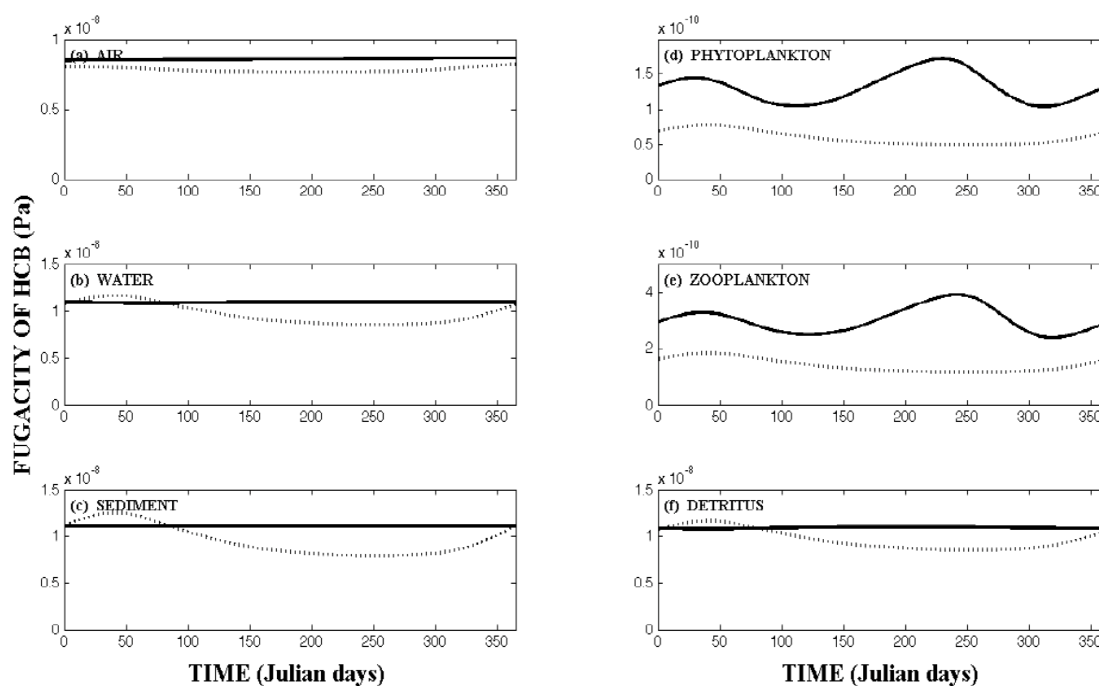 FUGACITY OF HCB (Pa)
x 10^-8
(a) AIR
1
0.5
0
0 50 100 150 200 250 300 350
x 10^-8
(b) WATER
1.5
1
0.5
0
0 50 100 150 200 250 300 350
x 10^-8
(c) SEDIMENT
1.5
1
0.5
0
0 50 100 150 200 250 300 350
TIME (Julian days)
x 10^-10
(d) PHYTOPLANKTON
1.5
1
0.5
0
0 50 100 150 200 250 300 350
x 10^-10
(e) ZOOPLANKTON
4
2
0
0 50 100 150 200 250 300 350
x 10^-8
(f) DETRITUS
1.5
1
0.5
0
0 50 100 150 200 250 300 350
TIME (Julian days)